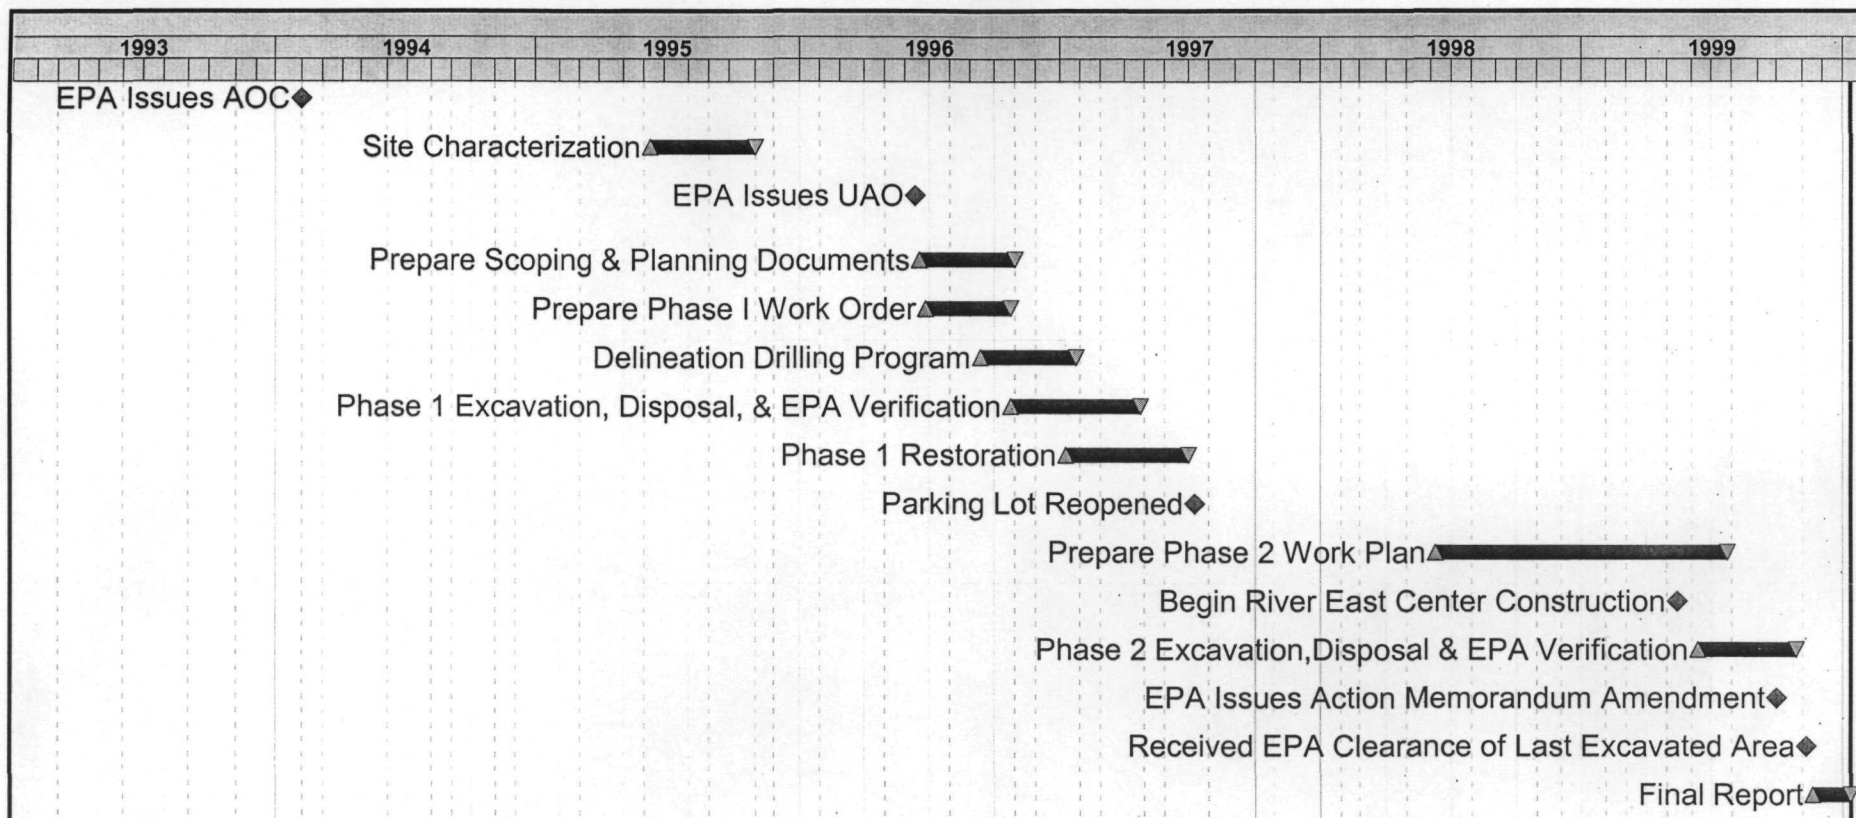 1993 1994 1995 1996 1997 1998 1999
EPA Issues AOC
Site Characterization
EPA Issues UAO
Prepare Scoping & Planning Documents
Prepare Phase I Work Order
Delineation Drilling Program
Phase 1 Excavation, Disposal, & EPA Verification
Phase 1 Restoration
Parking Lot Reopened
Prepare Phase 2 Work Plan
Begin River East Center Construction
Phase 2 Excavation,Disposal & EPA Verification
EPA Issues Action Memorandum Amendment
Received EPA Clearance of Last Excavated Area
Final Report